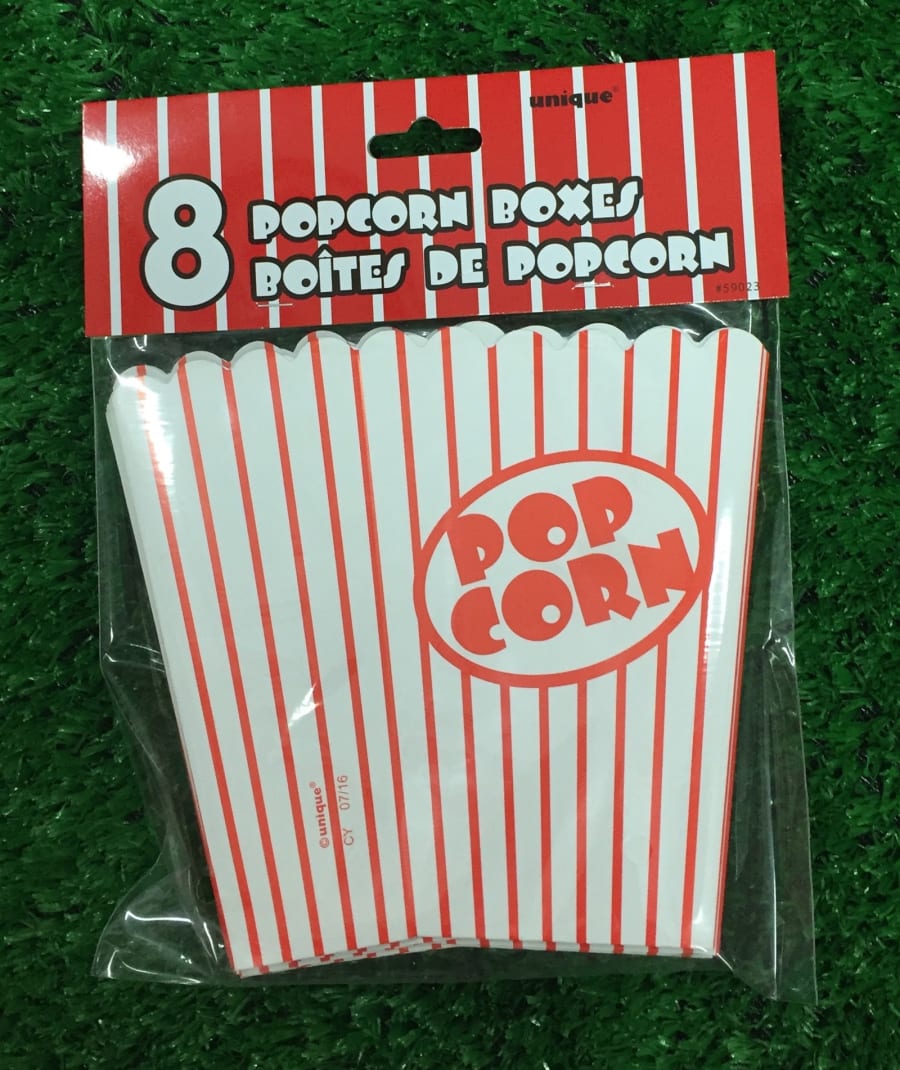 unique®
8
POPCORN BOXES
BOÎTES DE POPCORN
#59023
POP
CORN
©unique®
CY 07/16